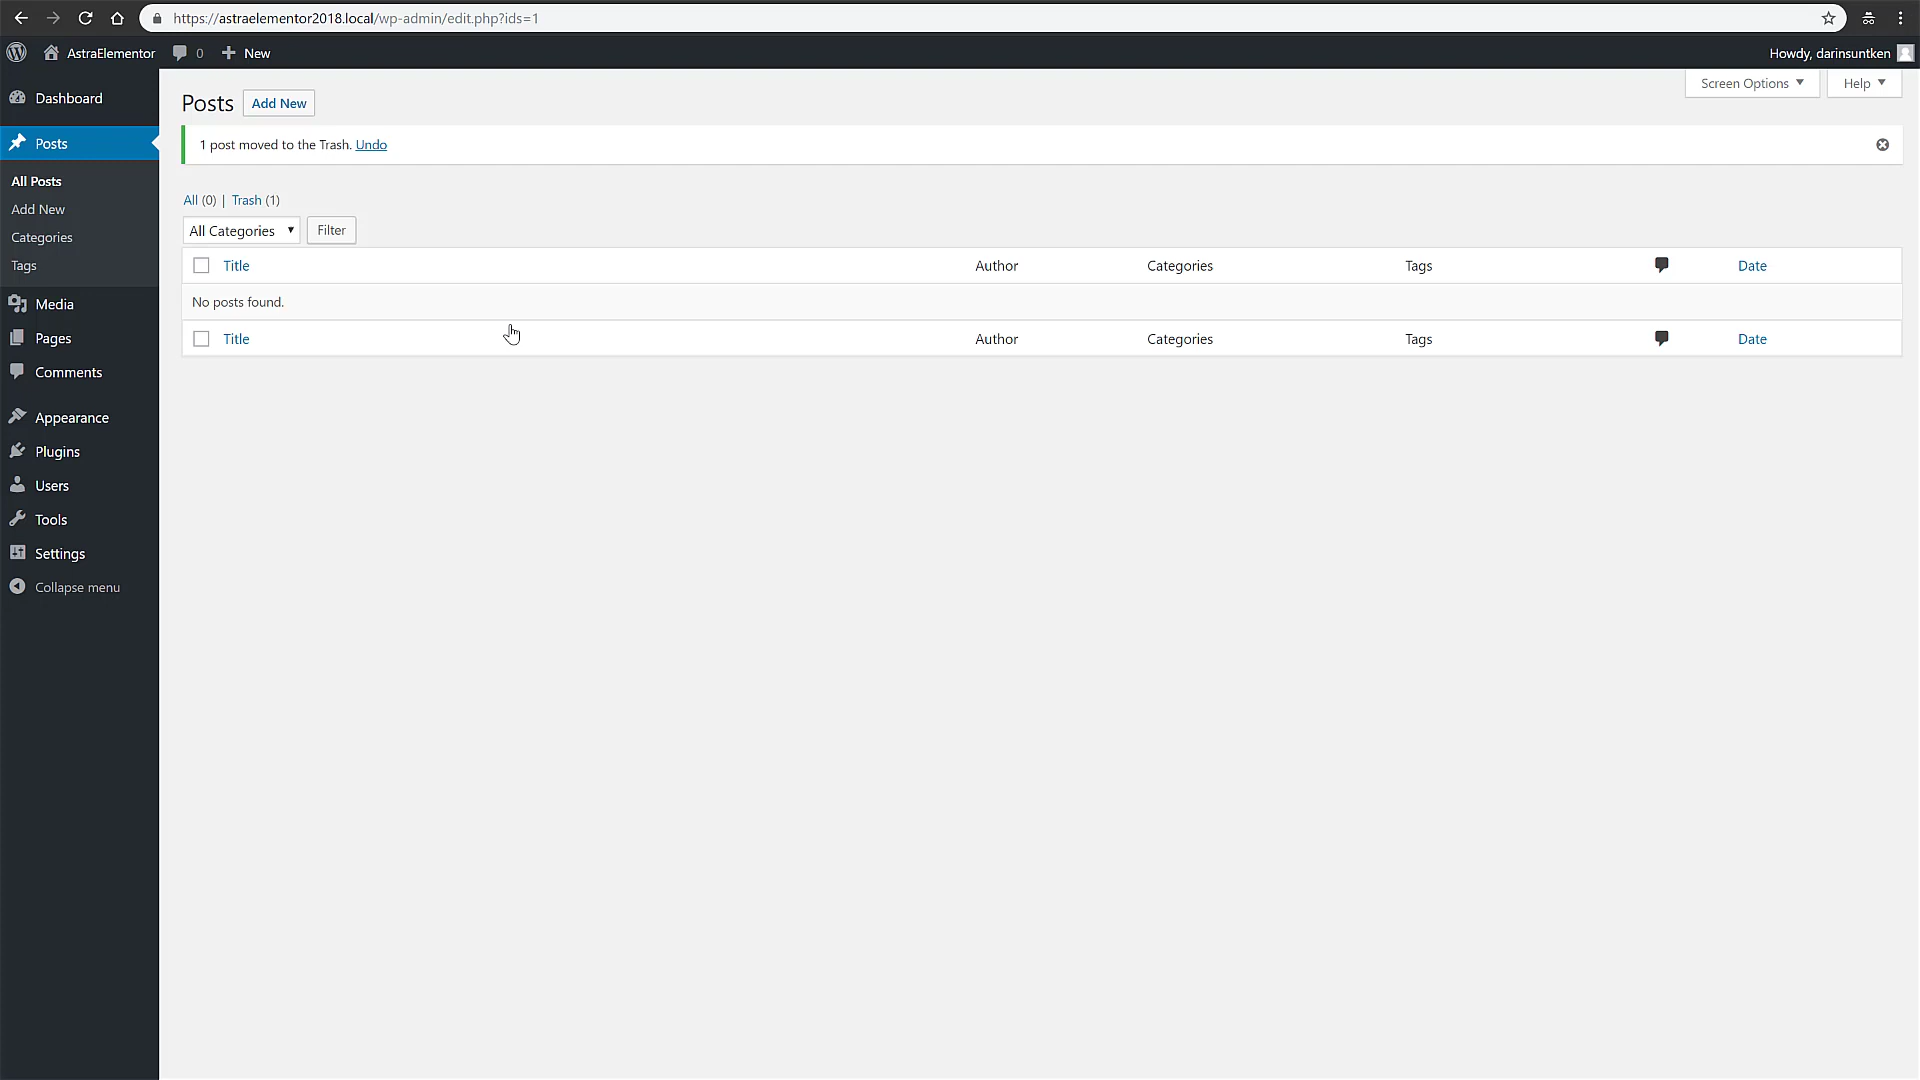 https://astraelementor2018.local/wp-admin/edit.php?ids=1
AstraElementor 0 New
Howdy, darinsuntken
Dashboard
Posts
All Posts
Add New
Categories
Tags
Media
Pages
Comments
Appearance
Plugins
Users
Tools
Settings
Collapse menu
Screen Options Help
Posts Add New
1 post moved to the Trash. Undo
All (0) | Trash (1)
All Categories Filter
Title Author Categories Tags Date
No posts found.
Title Author Categories Tags Date